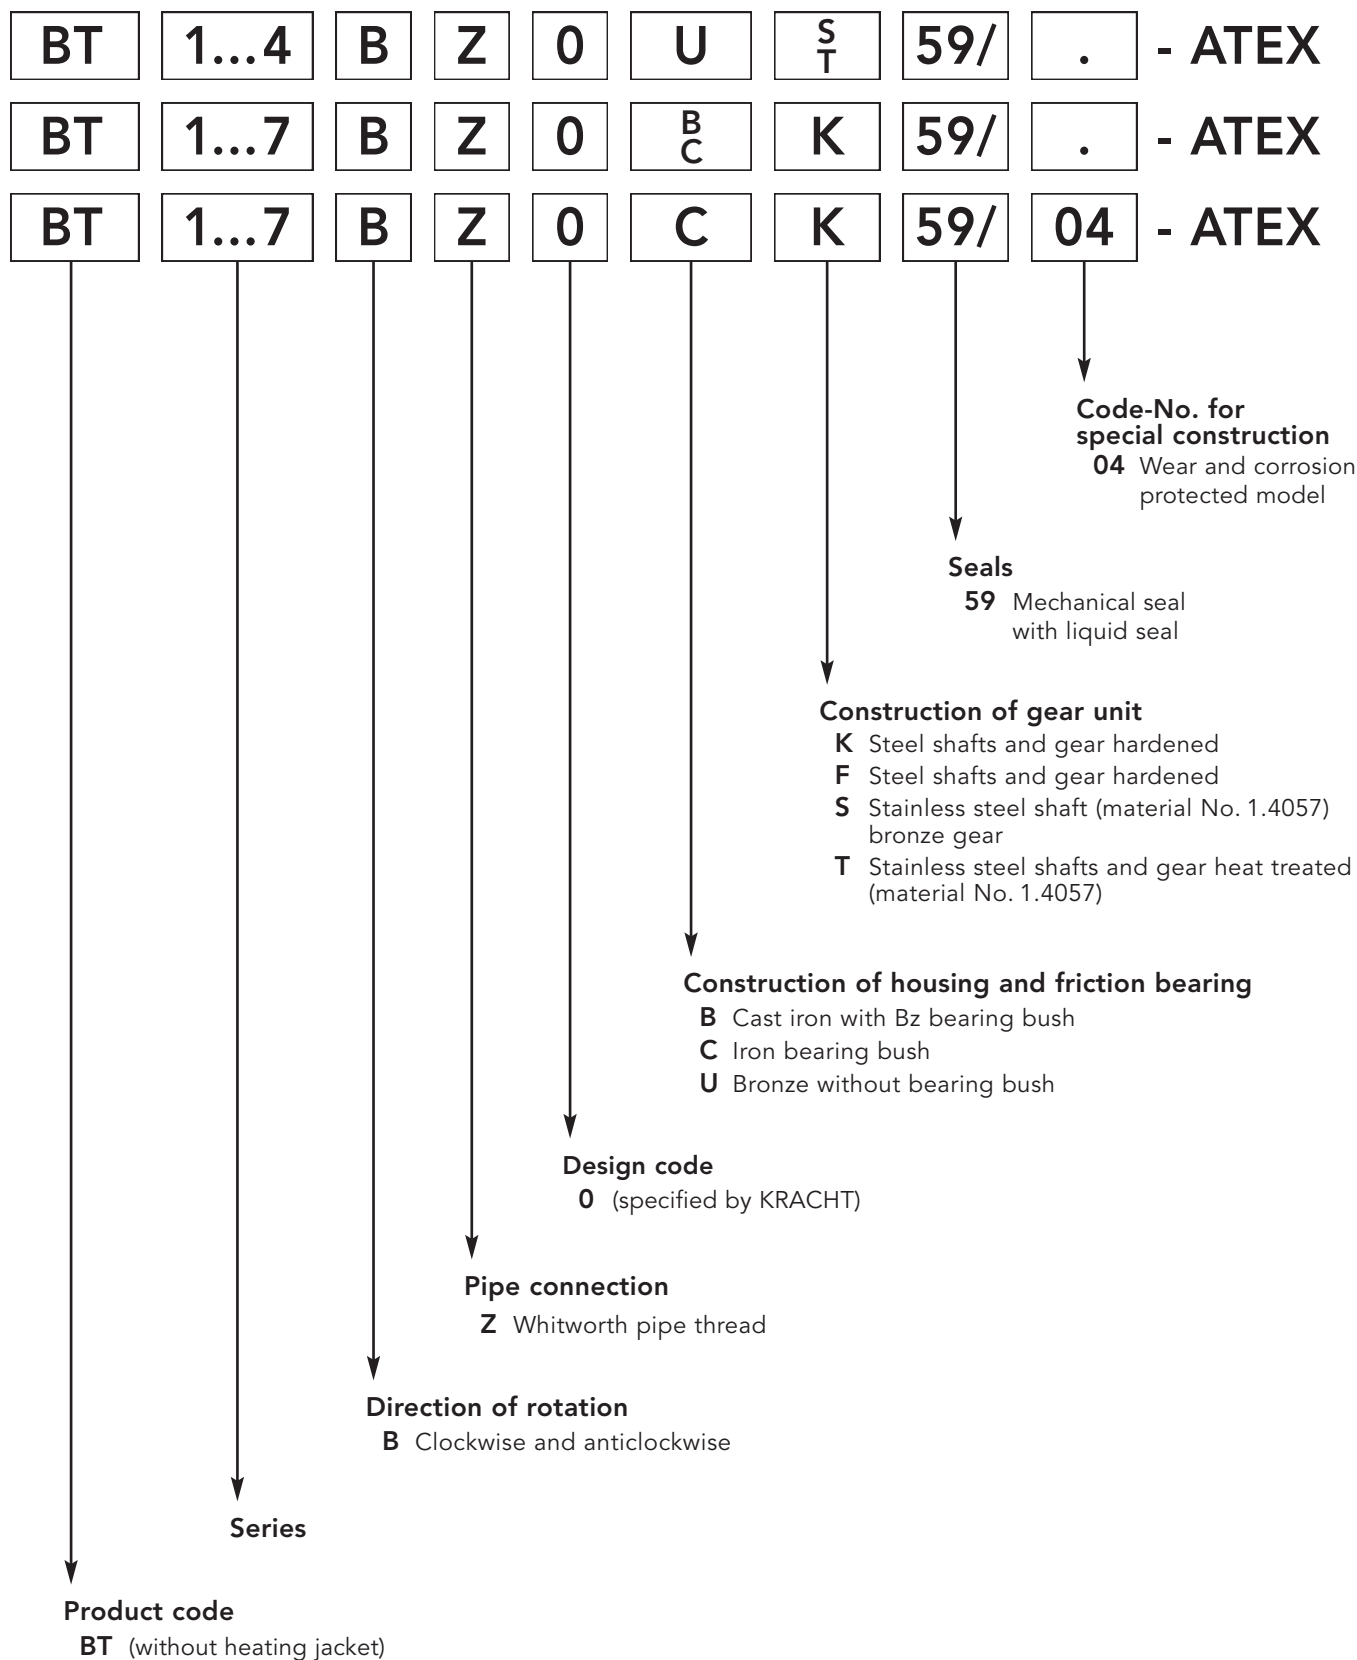 BT 1...4 B Z 0 U S T 59/ . - ATEX
BT 1...7 B Z 0 B C K 59/ . - ATEX
BT 1...7 B Z 0 C K 59/ 04 - ATEX
Code-No. for
special construction
04 Wear and corrosion
protected model
Seals
59 Mechanical seal
with liquid seal
Construction of gear unit
K Steel shafts and gear hardened
F Steel shafts and gear hardened
S Stainless steel shaft (material No. 1.4057)
bronze gear
T Stainless steel shafts and gear heat treated
(material No. 1.4057)
Construction of housing and friction bearing
B Cast iron with Bz bearing bush
C Iron bearing bush
U Bronze without bearing bush
Design code
0 (specified by KRACHT)
Pipe connection
Z Whitworth pipe thread
Direction of rotation
B Clockwise and anticlockwise
Series
Product code
BT (without heating jacket)